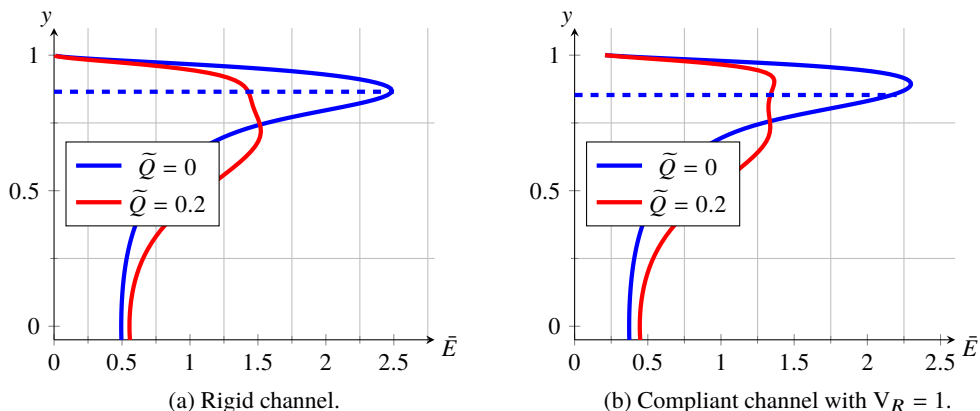 y
1
0.5
0
Q̃ = 0
Q̃ = 0.2
0 0.5 1 1.5 2 2.5
Ē
(a) Rigid channel.
y
1
0.5
0
Q̃ = 0
Q̃ = 0.2
0 0.5 1 1.5 2 2.5
Ē
(b) Compliant channel with V_R = 1.